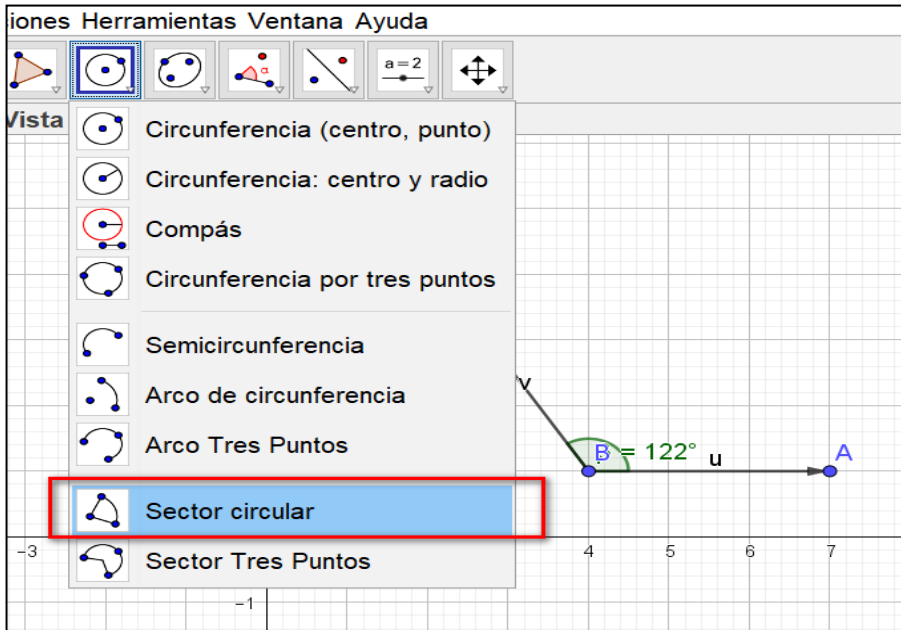 iones Herramientas Ventana Ayuda
α
a=2
Vista
Circunferencia (centro, punto)
Circunferencia: centro y radio
Compás
Circunferencia por tres puntos
Semicircunferencia
Arco de circunferencia
Arco Tres Puntos
Sector circular
Sector Tres Puntos
v
B = 122°
u
A
-3
4
5
6
7
-1